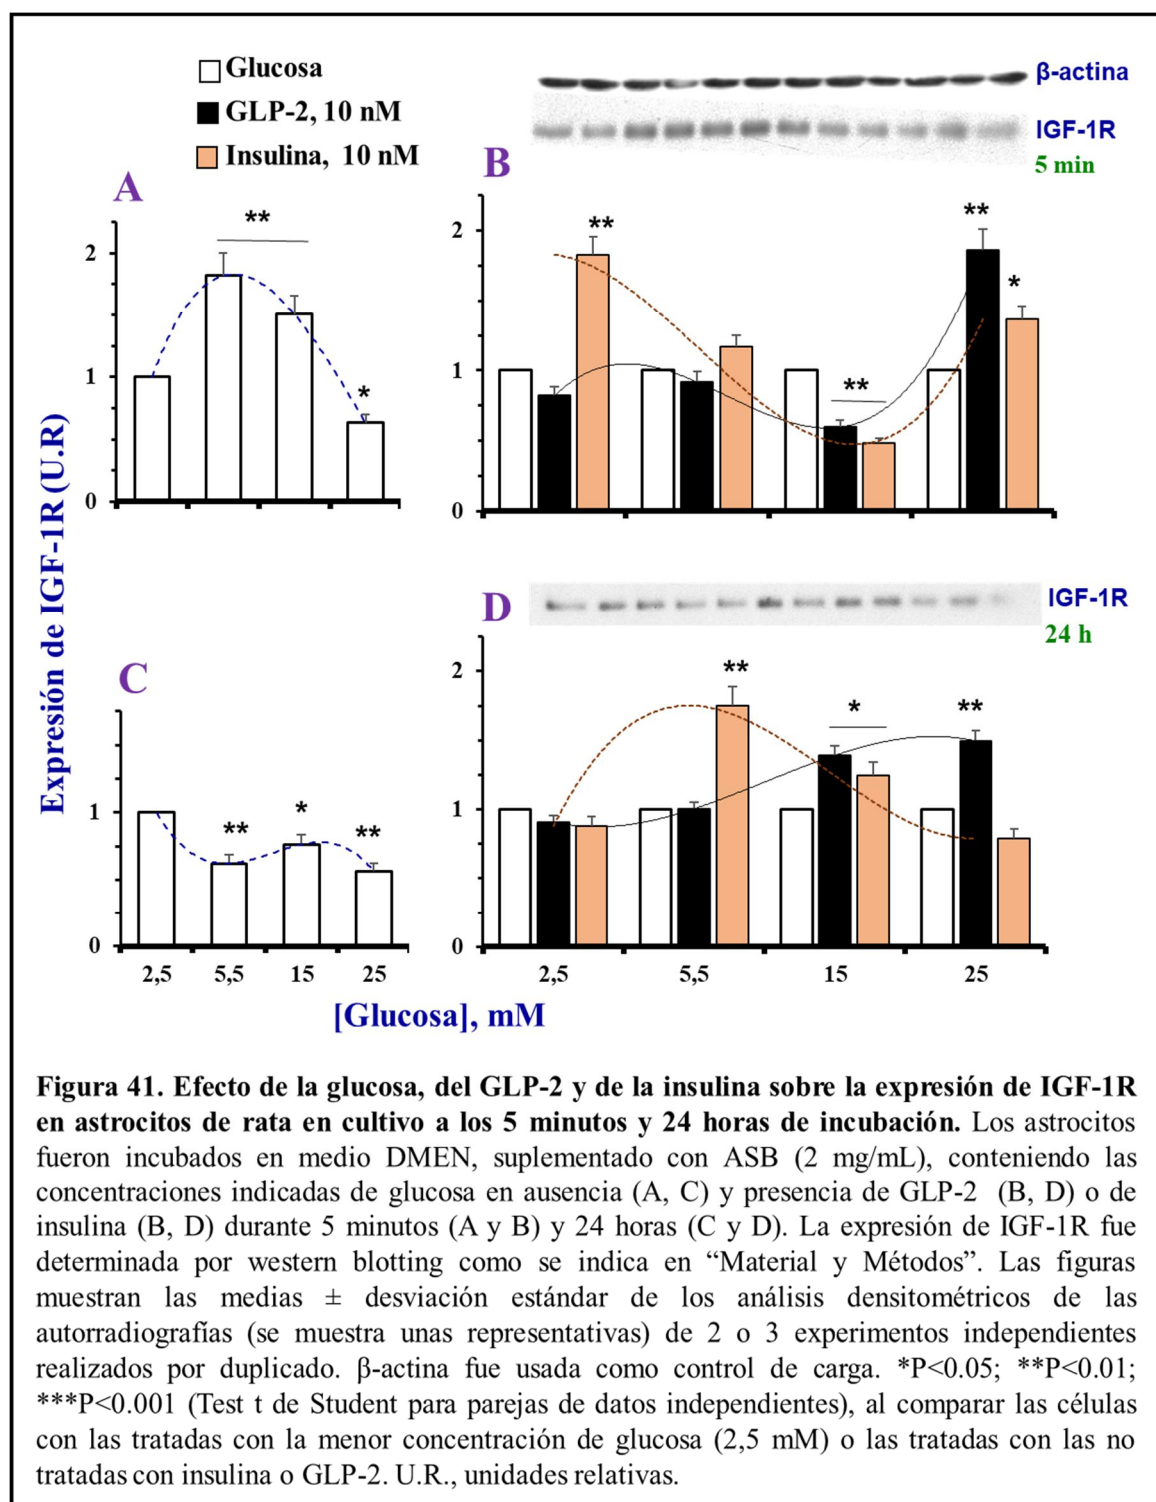 Glucosa
GLP-2, 10 nM
Insulina, 10 nM
β-actina
IGF-1R
5 min
A
B
**
*
2
1
0
**
**
**
*
2
1
0
Expresión de IGF-1R (U.R)
C
D
IGF-1R
24 h
**
*
**
1
0
2,5 5,5 15 25
**
*
**
2
1
0
2,5 5,5 15 25
[Glucosa], mM
Figura 41. Efecto de la glucosa, del GLP-2 y de la insulina sobre la expresión de IGF-1R
en astrocitos de rata en cultivo a los 5 minutos y 24 horas de incubación. Los astrocitos
fueron incubados en medio DMEN, suplementado con ASB (2 mg/mL), conteniendo las
concentraciones indicadas de glucosa en ausencia (A, C) y presencia de GLP-2 (B, D) o de
insulina (B, D) durante 5 minutos (A y B) y 24 horas (C y D). La expresión de IGF-1R fue
determinada por western blotting como se indica en “Material y Métodos”. Las figuras
muestran las medias ± desviación estándar de los análisis densitométricos de las
autorradiografías (se muestra unas representativas) de 2 o 3 experimentos independientes
realizados por duplicado. β-actina fue usada como control de carga. *P<0.05; **P<0.01;
***P<0.001 (Test t de Student para parejas de datos independientes), al comparar las células
con las tratadas con la menor concentración de glucosa (2,5 mM) o las tratadas con las no
tratadas con insulina o GLP-2. U.R., unidades relativas.